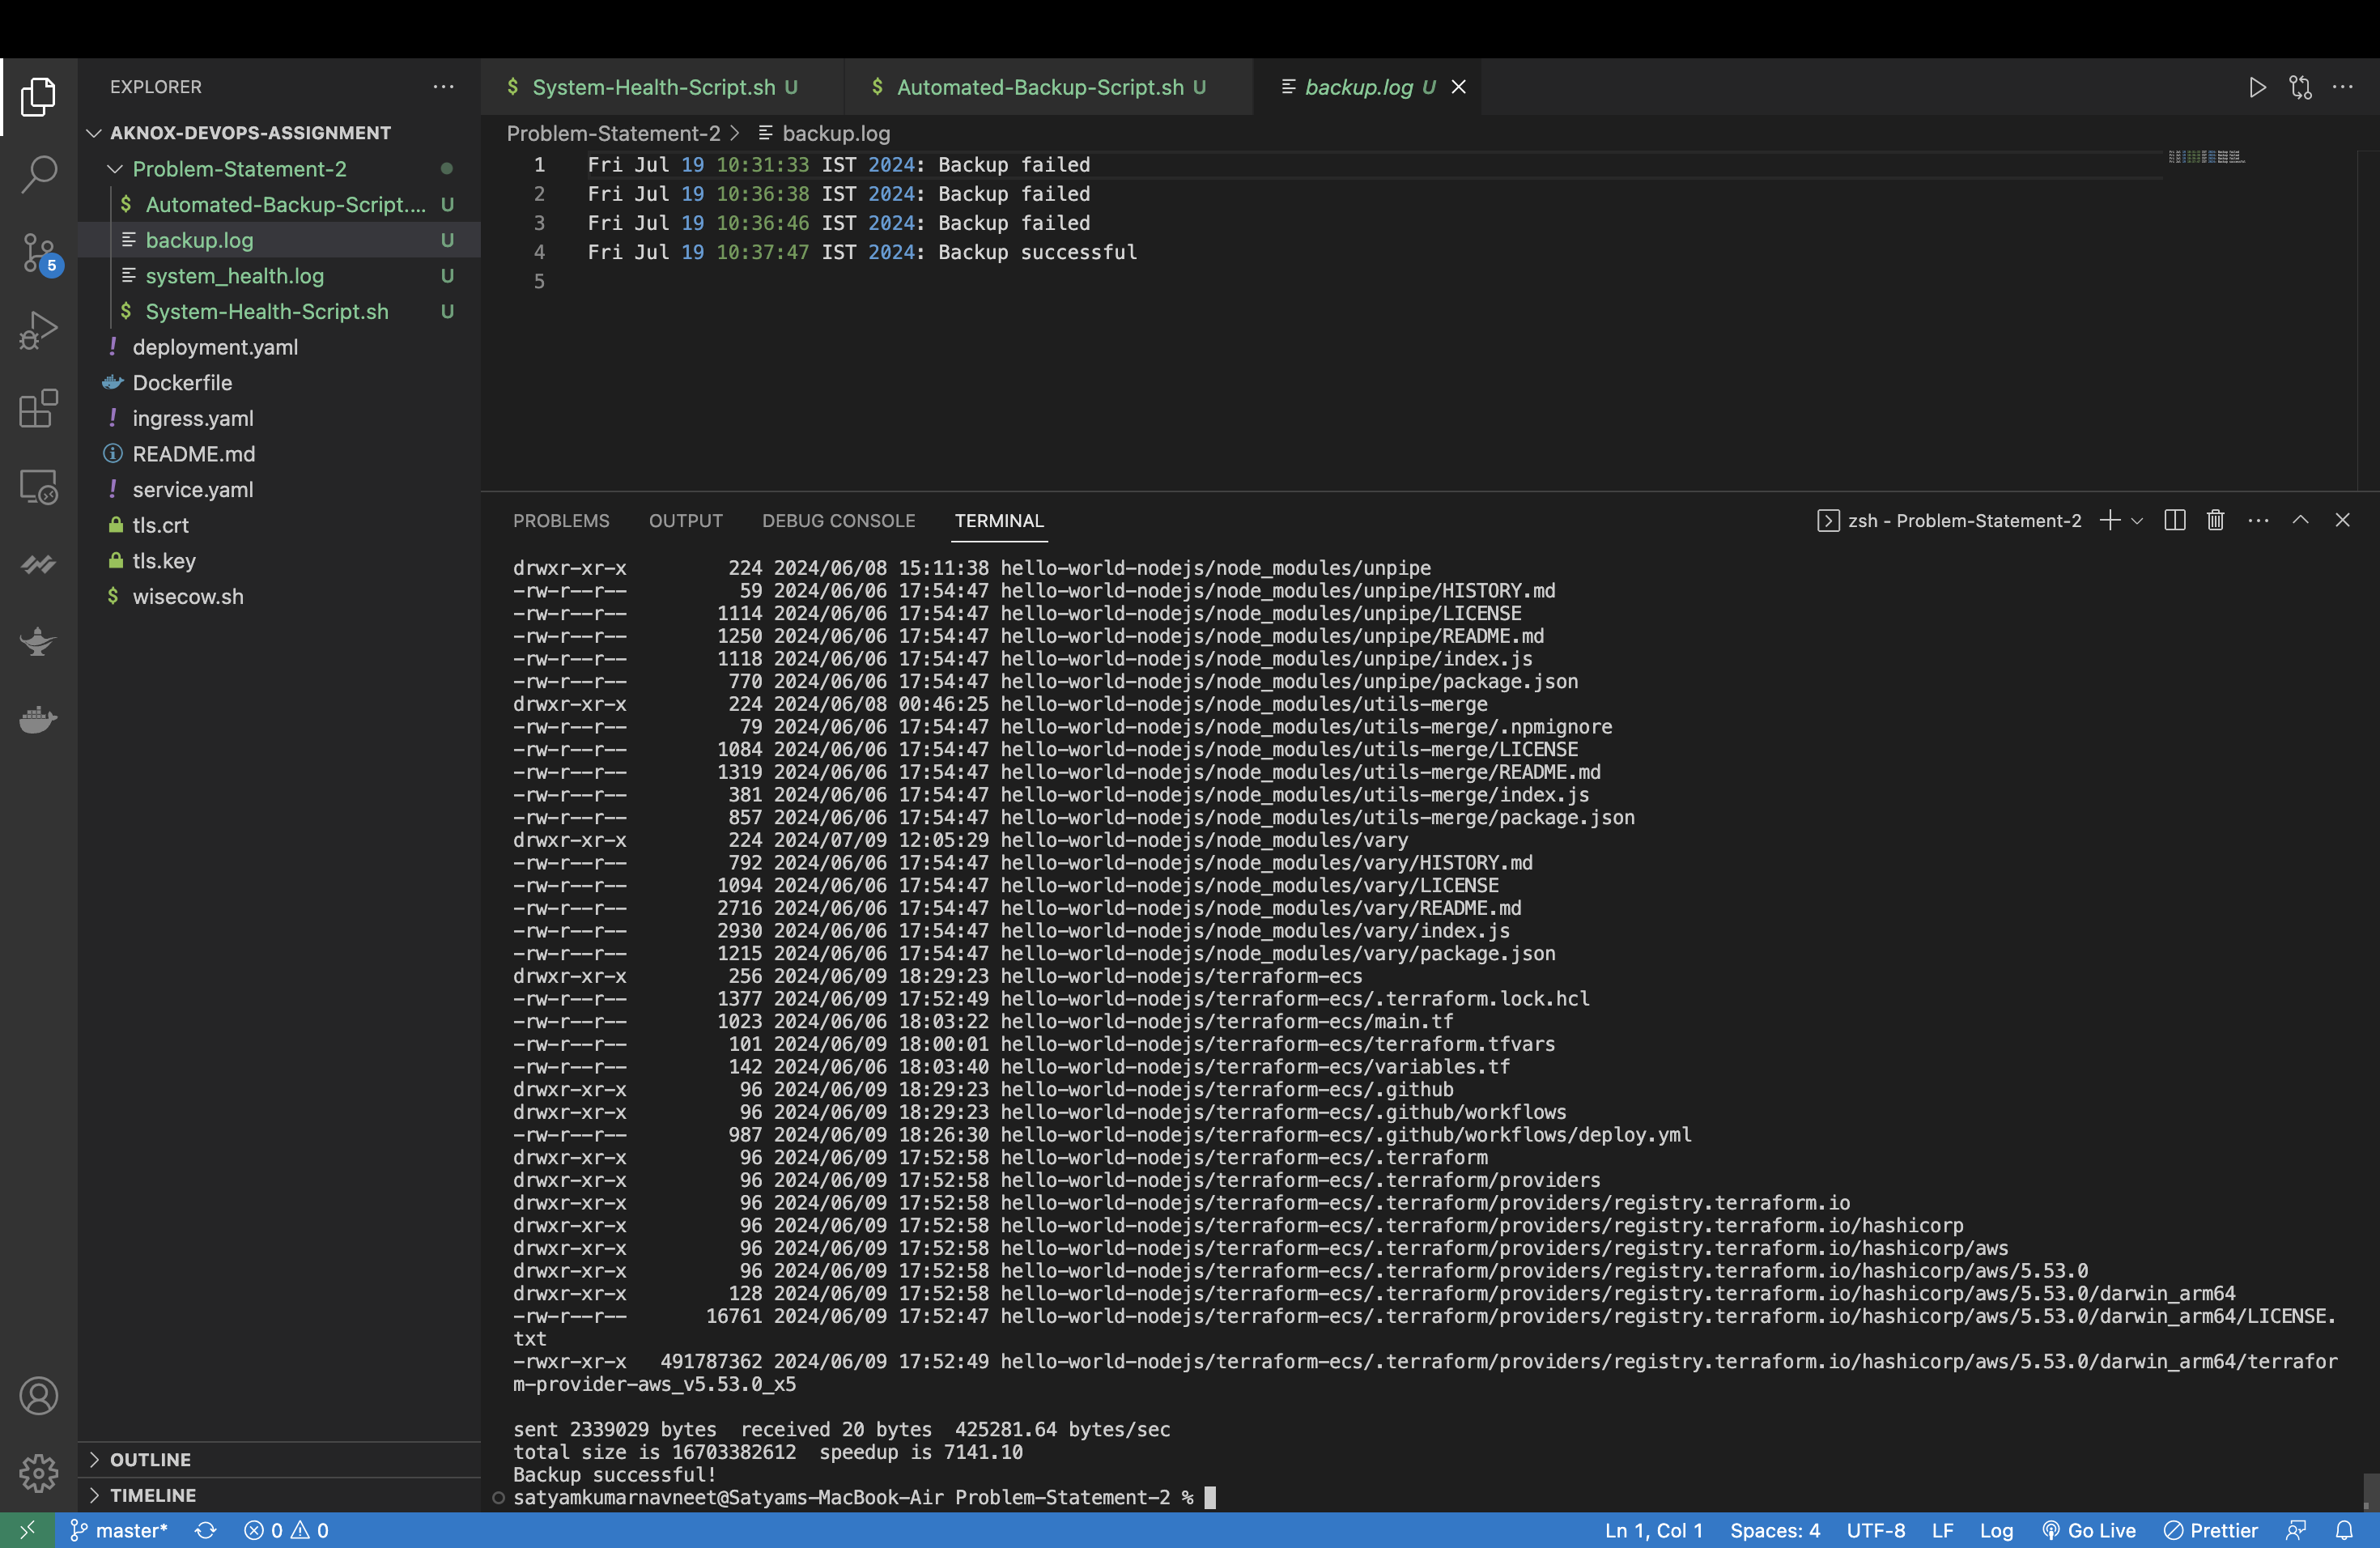 EXPLORER
AKNOX-DEVOPS-ASSIGNMENT
Problem-Statement-2
Automated-Backup-Script.... U
backup.log U
system_health.log U
System-Health-Script.sh U
deployment.yaml
Dockerfile
ingress.yaml
README.md
service.yaml
tls.crt
tls.key
wisecow.sh
5
OUTLINE
TIMELINE
$ System-Health-Script.sh U
$ Automated-Backup-Script.sh U
backup.log U
Problem-Statement-2 > backup.log
1 Fri Jul 19 10:31:33 IST 2024: Backup failed
2 Fri Jul 19 10:36:38 IST 2024: Backup failed
3 Fri Jul 19 10:36:46 IST 2024: Backup failed
4 Fri Jul 19 10:37:47 IST 2024: Backup successful
5
PROBLEMS OUTPUT DEBUG CONSOLE TERMINAL
zsh - Problem-Statement-2
drwxr-xr-x 224 2024/06/08 15:11:38 hello-world-nodejs/node_modules/unpipe
-rw-r--r-- 59 2024/06/06 17:54:47 hello-world-nodejs/node_modules/unpipe/HISTORY.md
-rw-r--r-- 1114 2024/06/06 17:54:47 hello-world-nodejs/node_modules/unpipe/LICENSE
-rw-r--r-- 1250 2024/06/06 17:54:47 hello-world-nodejs/node_modules/unpipe/README.md
-rw-r--r-- 1118 2024/06/06 17:54:47 hello-world-nodejs/node_modules/unpipe/index.js
-rw-r--r-- 770 2024/06/06 17:54:47 hello-world-nodejs/node_modules/unpipe/package.json
drwxr-xr-x 224 2024/06/08 00:46:25 hello-world-nodejs/node_modules/utils-merge
-rw-r--r-- 79 2024/06/06 17:54:47 hello-world-nodejs/node_modules/utils-merge/.npmignore
-rw-r--r-- 1084 2024/06/06 17:54:47 hello-world-nodejs/node_modules/utils-merge/LICENSE
-rw-r--r-- 1319 2024/06/06 17:54:47 hello-world-nodejs/node_modules/utils-merge/README.md
-rw-r--r-- 381 2024/06/06 17:54:47 hello-world-nodejs/node_modules/utils-merge/index.js
-rw-r--r-- 857 2024/06/06 17:54:47 hello-world-nodejs/node_modules/utils-merge/package.json
drwxr-xr-x 224 2024/07/09 12:05:29 hello-world-nodejs/node_modules/vary
-rw-r--r-- 792 2024/06/06 17:54:47 hello-world-nodejs/node_modules/vary/HISTORY.md
-rw-r--r-- 1094 2024/06/06 17:54:47 hello-world-nodejs/node_modules/vary/LICENSE
-rw-r--r-- 2716 2024/06/06 17:54:47 hello-world-nodejs/node_modules/vary/README.md
-rw-r--r-- 2930 2024/06/06 17:54:47 hello-world-nodejs/node_modules/vary/index.js
-rw-r--r-- 1215 2024/06/06 17:54:47 hello-world-nodejs/node_modules/vary/package.json
drwxr-xr-x 256 2024/06/09 18:29:23 hello-world-nodejs/terraform-ecs
-rw-r--r-- 1377 2024/06/09 17:52:49 hello-world-nodejs/terraform-ecs/.terraform.lock.hcl
-rw-r--r-- 1023 2024/06/06 18:03:22 hello-world-nodejs/terraform-ecs/main.tf
-rw-r--r-- 101 2024/06/09 18:00:01 hello-world-nodejs/terraform-ecs/terraform.tfvars
-rw-r--r-- 142 2024/06/06 18:03:40 hello-world-nodejs/terraform-ecs/variables.tf
drwxr-xr-x 96 2024/06/09 18:29:23 hello-world-nodejs/terraform-ecs/.github
drwxr-xr-x 96 2024/06/09 18:29:23 hello-world-nodejs/terraform-ecs/.github/workflows
-rw-r--r-- 987 2024/06/09 18:26:30 hello-world-nodejs/terraform-ecs/.github/workflows/deploy.yml
drwxr-xr-x 96 2024/06/09 17:52:58 hello-world-nodejs/terraform-ecs/.terraform
drwxr-xr-x 96 2024/06/09 17:52:58 hello-world-nodejs/terraform-ecs/.terraform/providers
drwxr-xr-x 96 2024/06/09 17:52:58 hello-world-nodejs/terraform-ecs/.terraform/providers/registry.terraform.io
drwxr-xr-x 96 2024/06/09 17:52:58 hello-world-nodejs/terraform-ecs/.terraform/providers/registry.terraform.io/hashicorp
drwxr-xr-x 96 2024/06/09 17:52:58 hello-world-nodejs/terraform-ecs/.terraform/providers/registry.terraform.io/hashicorp/aws
drwxr-xr-x 96 2024/06/09 17:52:58 hello-world-nodejs/terraform-ecs/.terraform/providers/registry.terraform.io/hashicorp/aws/5.53.0
drwxr-xr-x 128 2024/06/09 17:52:58 hello-world-nodejs/terraform-ecs/.terraform/providers/registry.terraform.io/hashicorp/aws/5.53.0/darwin_arm64
-rw-r--r-- 16761 2024/06/09 17:52:47 hello-world-nodejs/terraform-ecs/.terraform/providers/registry.terraform.io/hashicorp/aws/5.53.0/darwin_arm64/LICENSE.
txt
-rwxr-xr-x 491787362 2024/06/09 17:52:49 hello-world-nodejs/terraform-ecs/.terraform/providers/registry.terraform.io/hashicorp/aws/5.53.0/darwin_arm64/terrafor
m-provider-aws_v5.53.0_x5
sent 2339029 bytes received 20 bytes 425281.64 bytes/sec
total size is 16703382612 speedup is 7141.10
Backup successful!
satyamkumarnavneet@Satyams-MacBook-Air Problem-Statement-2 %
master* 0 0 Ln 1, Col 1 Spaces: 4 UTF-8 LF Log Go Live Prettier